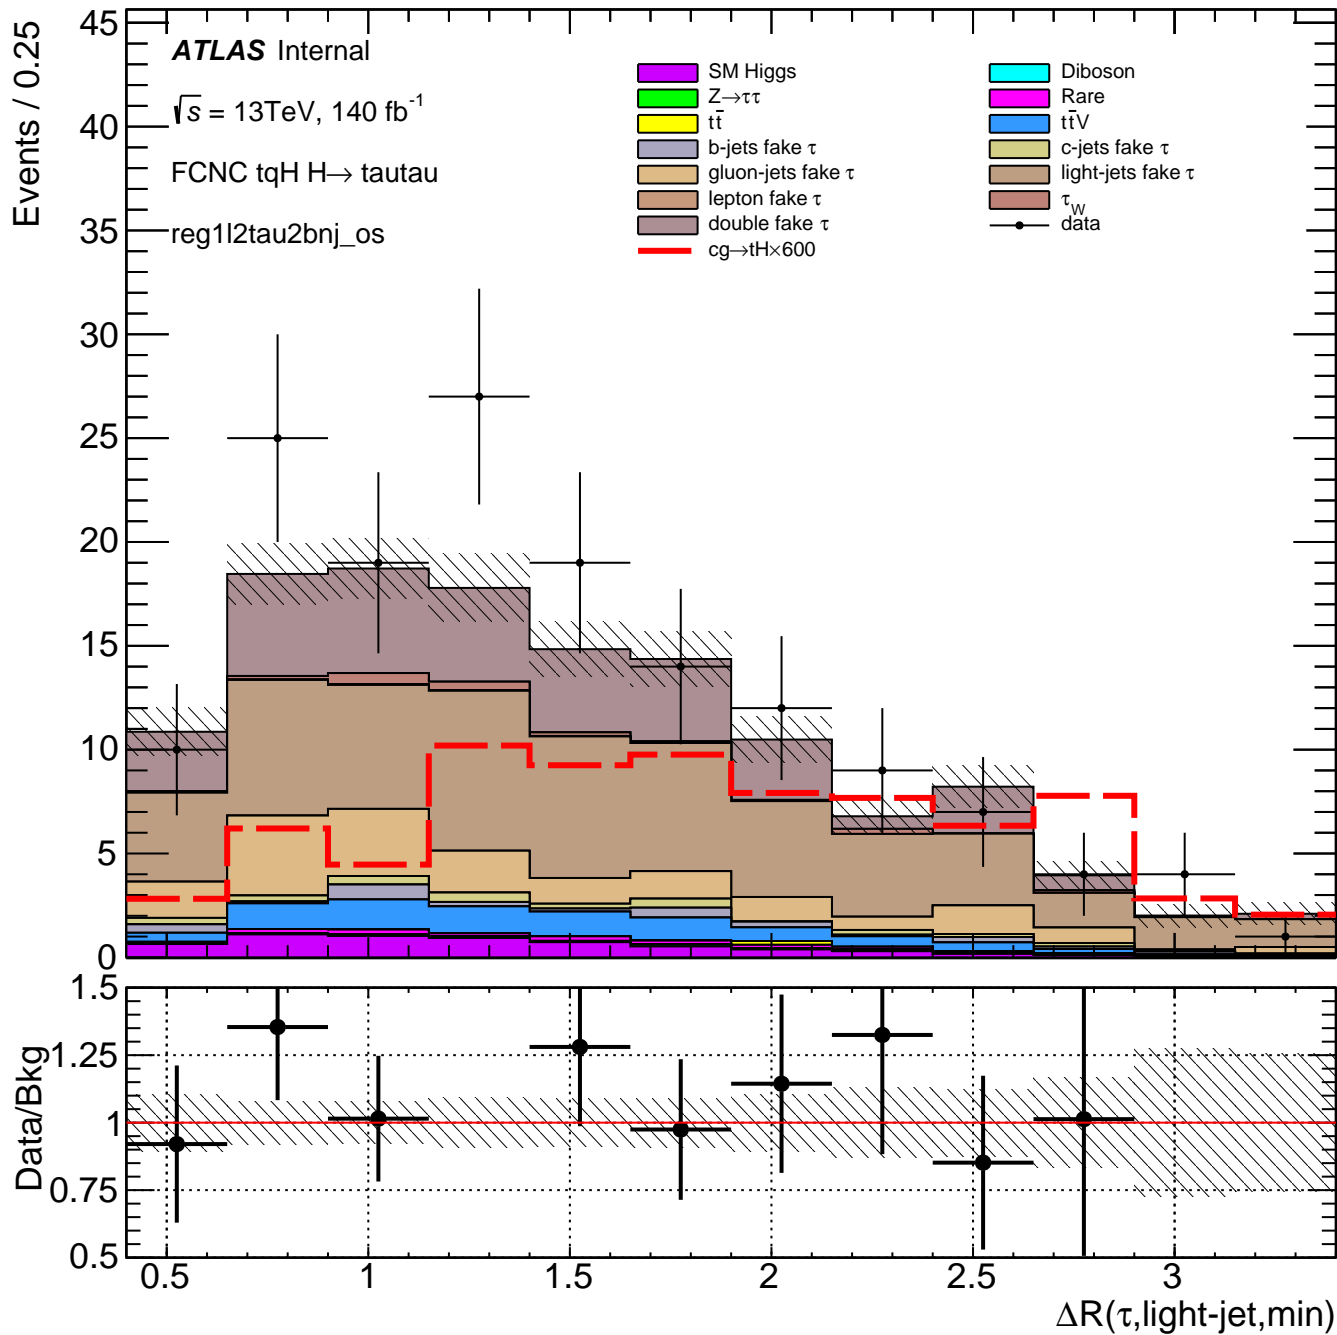 Events / 0.25
45
40
35
30
25
20
15
10
5
0
ATLAS Internal
√s = 13TeV, 140 fb⁻¹
FCNC tqH H→ tautau
reg1l2tau2bnj_os
SM Higgs
Z→ττ
tt̄
b-jets fake τ
gluon-jets fake τ
lepton fake τ
double fake τ
cg→tH×600
Diboson
Rare
tt̄V
c-jets fake τ
light-jets fake τ
τ_W
data
Data/Bkg
1.5
1.25
1
0.75
0.5
0.5 1 1.5 2 2.5 3
ΔR(τ,light-jet,min)